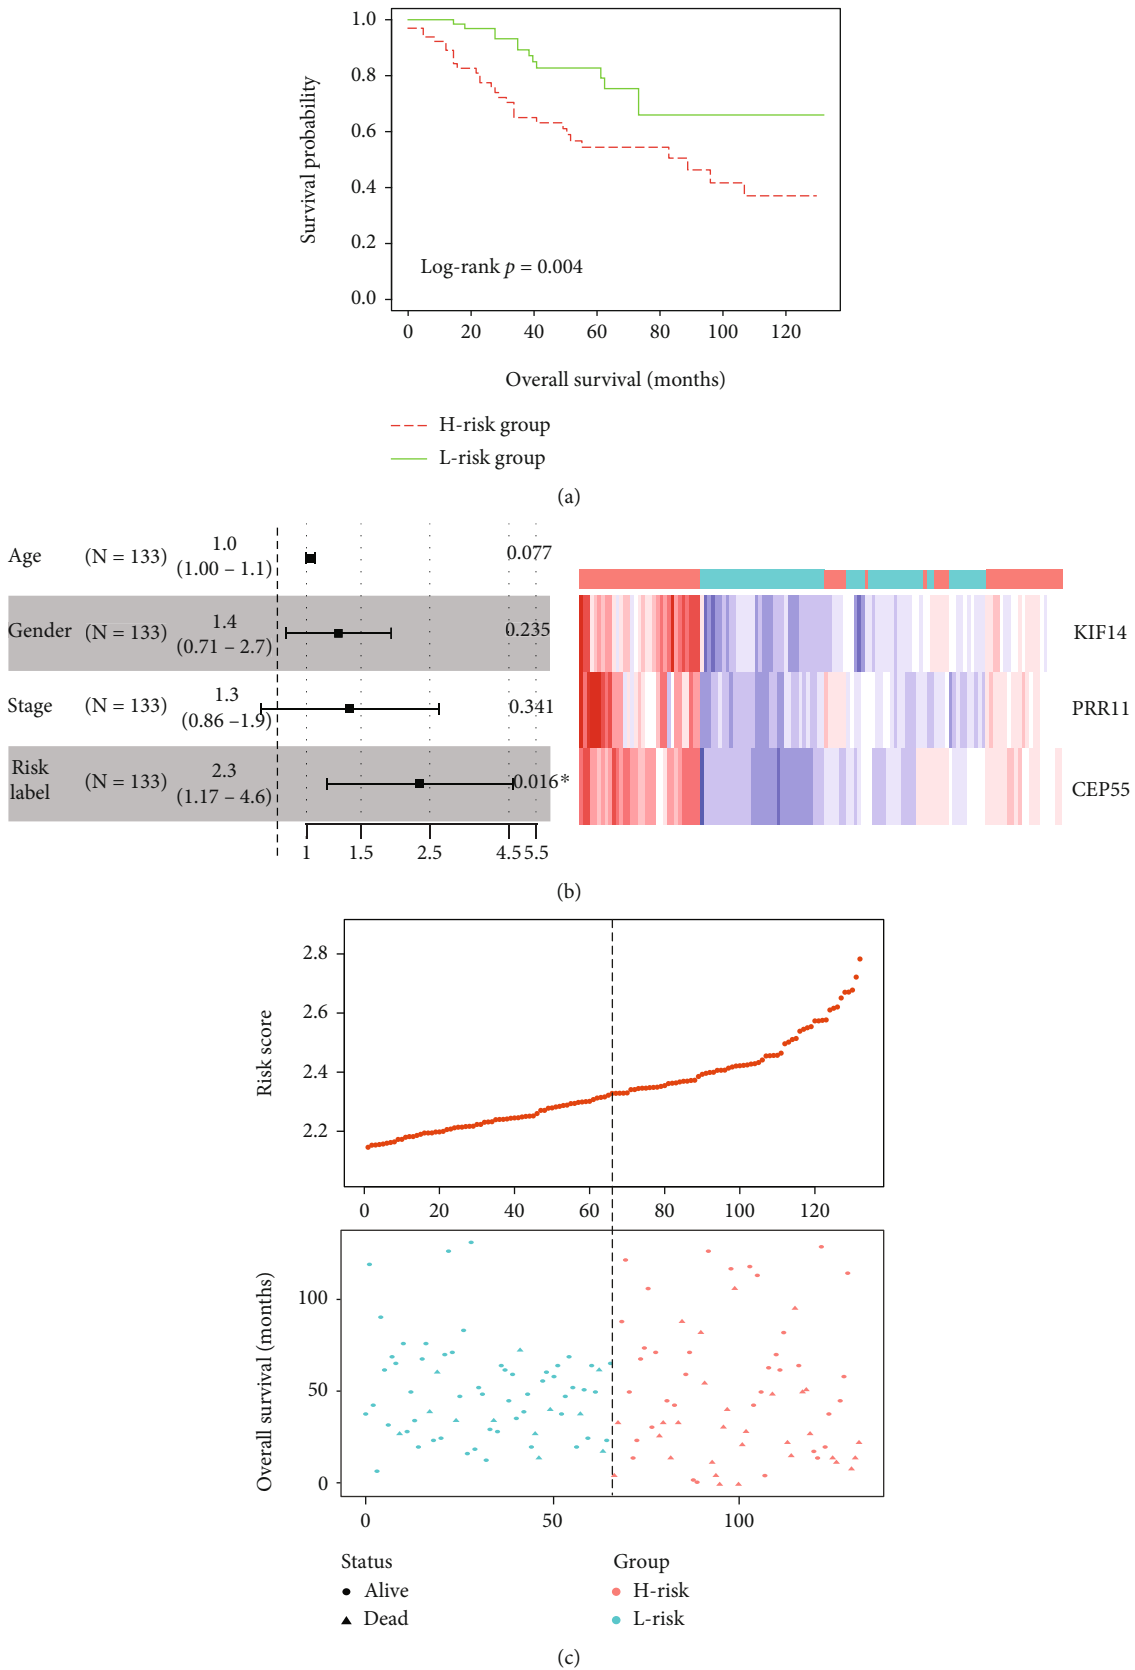 1.0
0.8
0.6
0.4
0.2
0.0
Survival probability
Log-rank p = 0.004
0 20 40 60 80 100 120
Overall survival (months)
H-risk group
L-risk group
(a)
Age (N = 133) 1.0 (1.00 – 1.1) 0.077
Gender (N = 133) 1.4 (0.71 – 2.7) 0.235
Stage (N = 133) 1.3 (0.86 –1.9) 0.341
Risk label (N = 133) 2.3 (1.17 – 4.6) 0.016*
1 1.5 2.5 4.5 5.5
KIF14
PRR11
CEP55
(b)
2.8
2.6
2.4
2.2
Risk score
0 20 40 60 80 100 120
100
50
0
Overall survival (months)
0 50 100
Status
Alive
Dead
Group
H-risk
L-risk
(c)